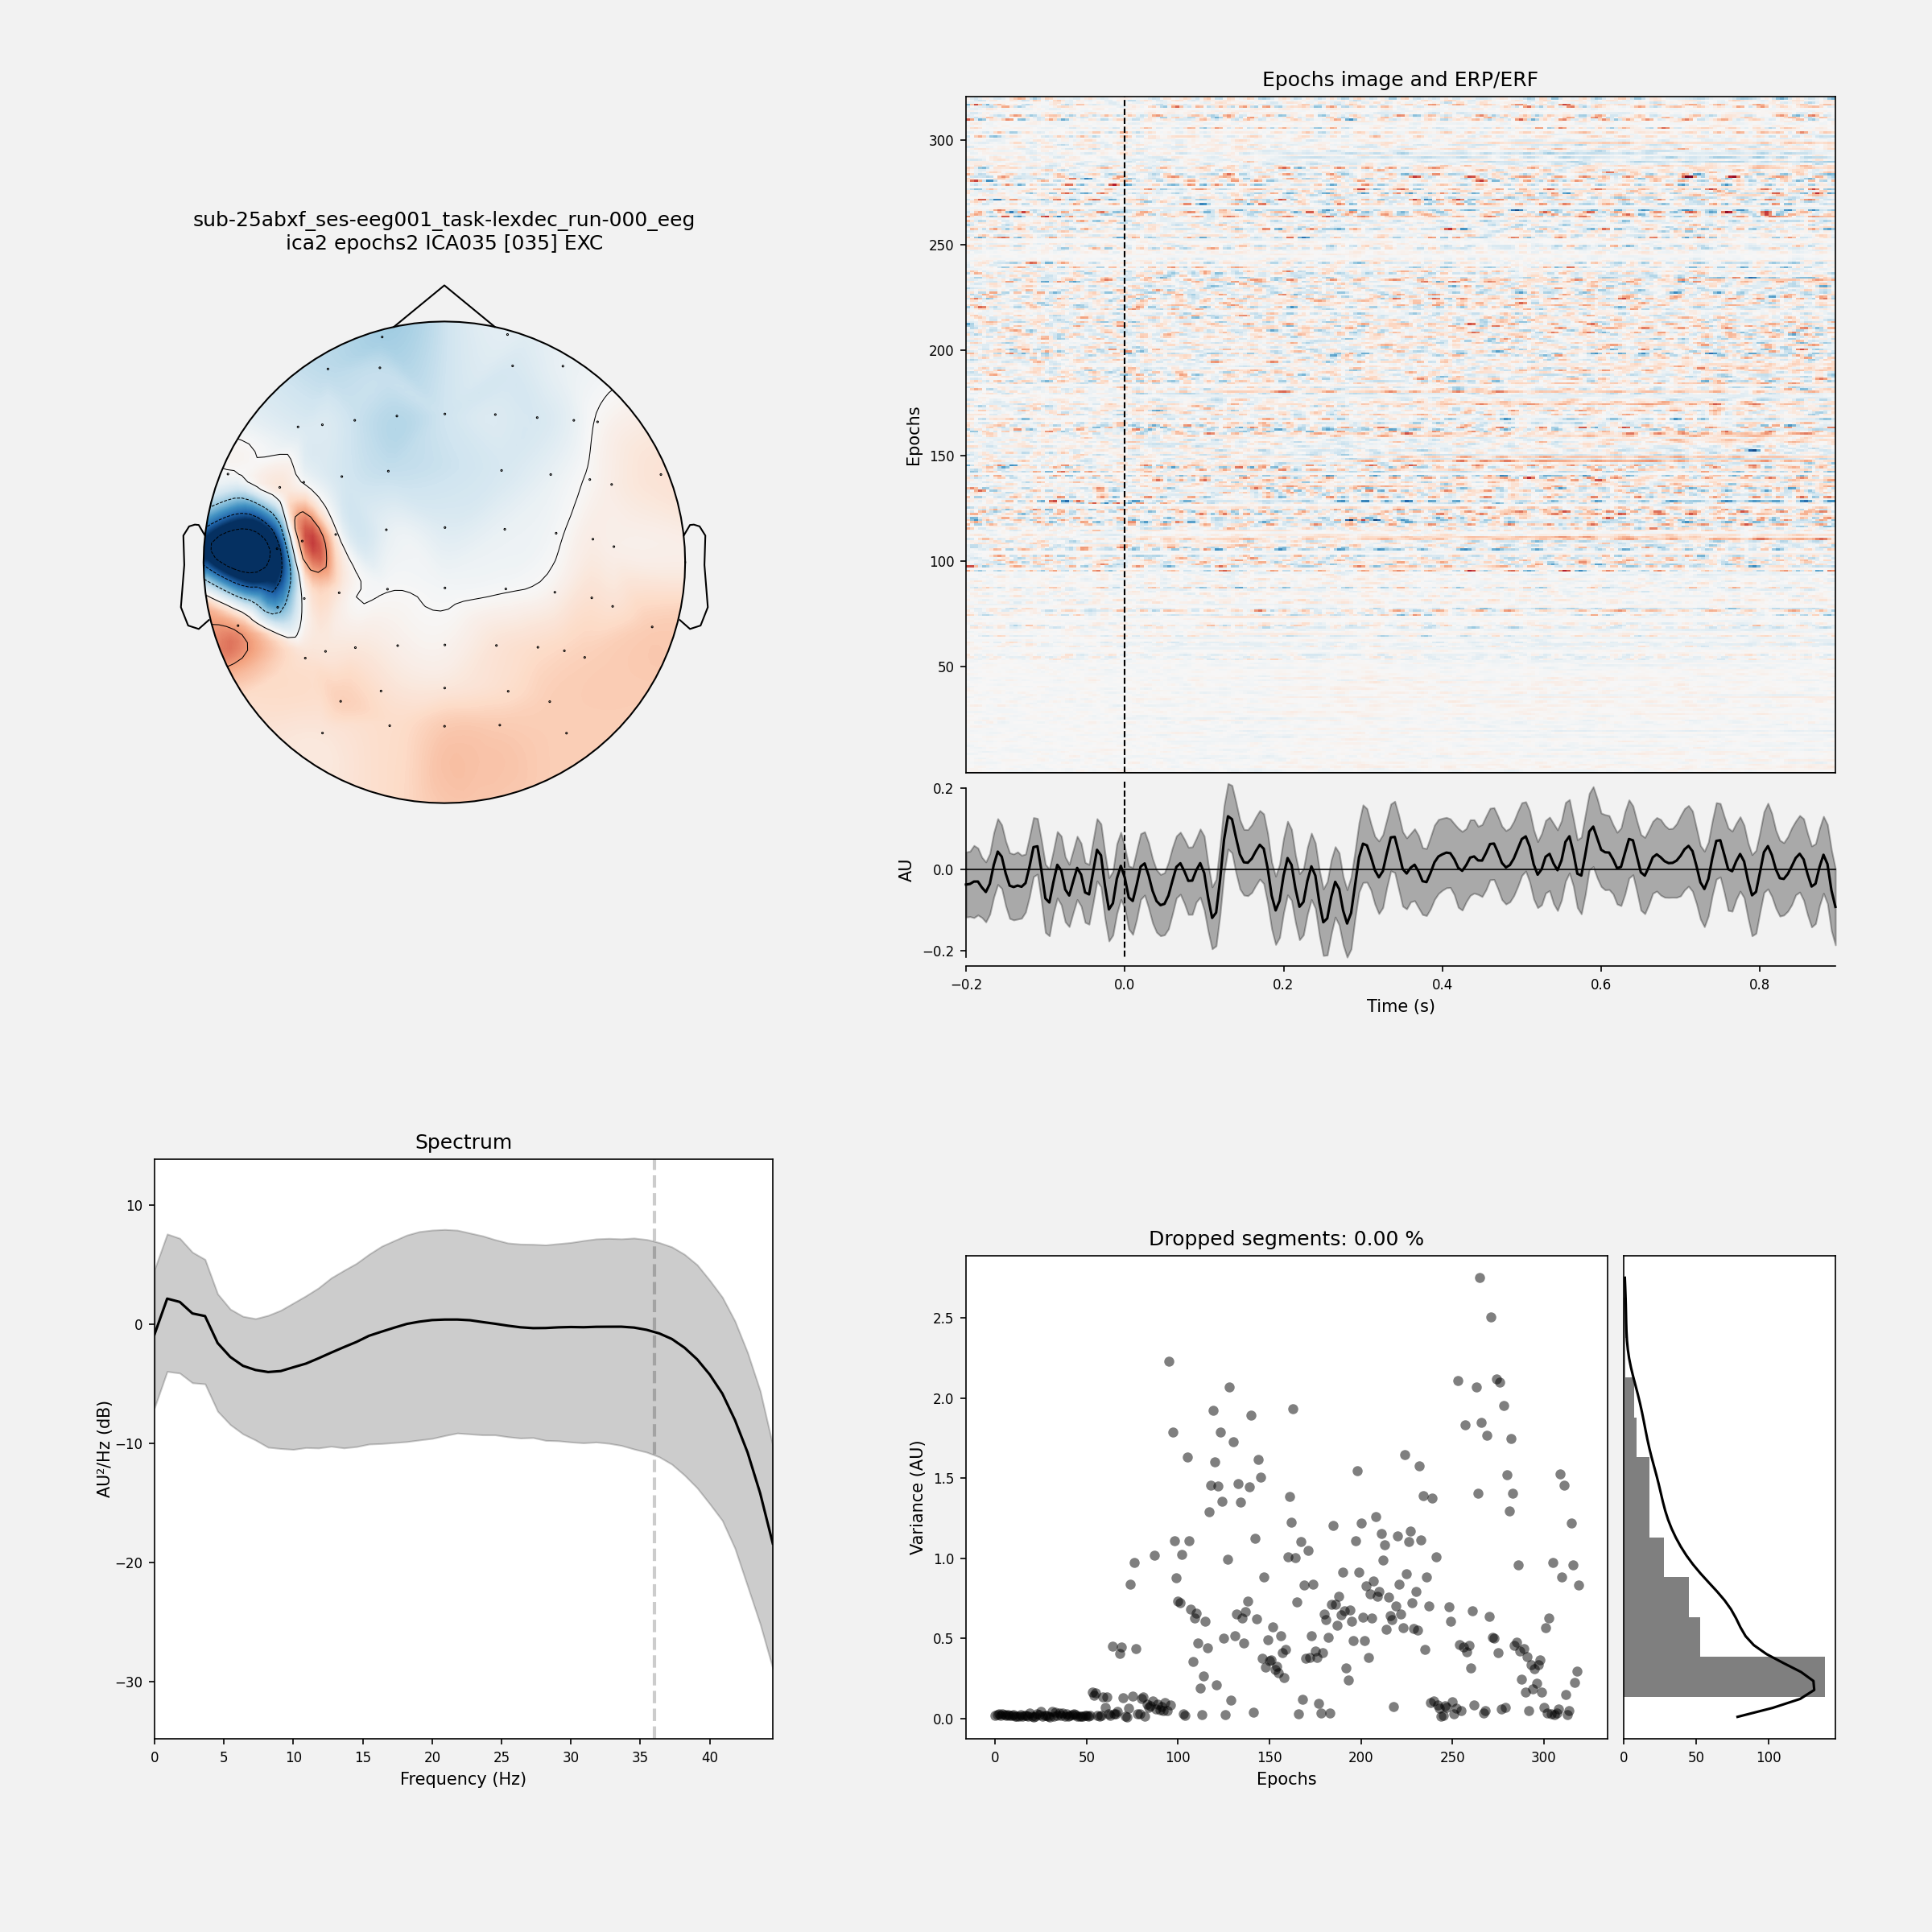 sub-25abxf_ses-eeg001_task-lexdec_run-000_eeg
ica2 epochs2 ICA035 [035] EXC
Epochs image and ERP/ERF
Epochs
300
250
200
150
100
50
AU
0.2
0.0
−0.2
−0.2 0.0 0.2 0.4 0.6 0.8
Time (s)
Spectrum
AU²/Hz (dB)
10
0
−10
−20
−30
0 5 10 15 20 25 30 35 40
Frequency (Hz)
Dropped segments: 0.00 %
Variance (AU)
2.5
2.0
1.5
1.0
0.5
0.0
0 50 100 150 200 250 300
Epochs
0 50 100